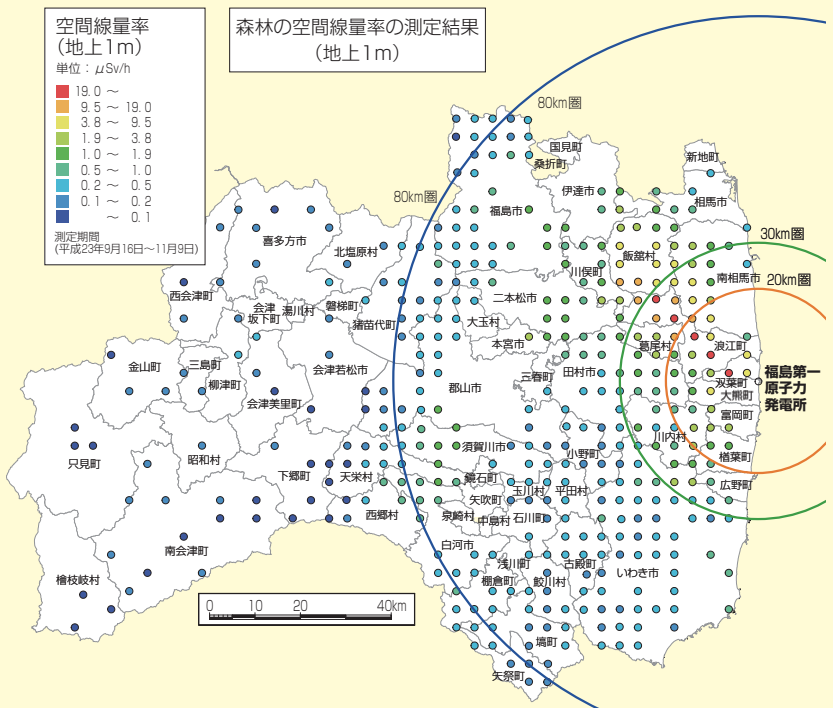 空間線量率
(地上1m)
単位：μSv/h
19.0 ～
9.5 ～ 19.0
3.8 ～ 9.5
1.9 ～ 3.8
1.0 ～ 1.9
0.5 ～ 1.0
0.2 ～ 0.5
0.1 ～ 0.2
～ 0.1
測定期間
(平成23年9月16日～11月9日)
森林の空間線量率の測定結果
(地上1m)
80km圏
国見町
桑折町
新地町
伊達市
80km圏
相馬市
福島市
30km圏
喜多方市
北塩原村
飯舘村
川俣町
南相馬市
20km圏
西会津町
会津
坂下町
湯川村
磐梯町
猪苗代町
二本松市
大玉村
本宮市
葛尾村
浪江町
金山町
三島町
柳津町
会津若松市
会津美里町
郡山市
三春町
田村市
双葉町
大熊町
福島第一
原子力
発電所
富岡町
川内村
楢葉町
只見町
昭和村
須賀川市
小野町
下郷町
天栄村
鏡石町
玉川村
平田村
広野町
矢吹町
西郷村
泉崎村
中島村
石川町
南会津町
白河市
浅川町
古殿町
いわき市
檜枝岐村
棚倉町
鮫川村
0 10 20 40km
塙町
矢祭町